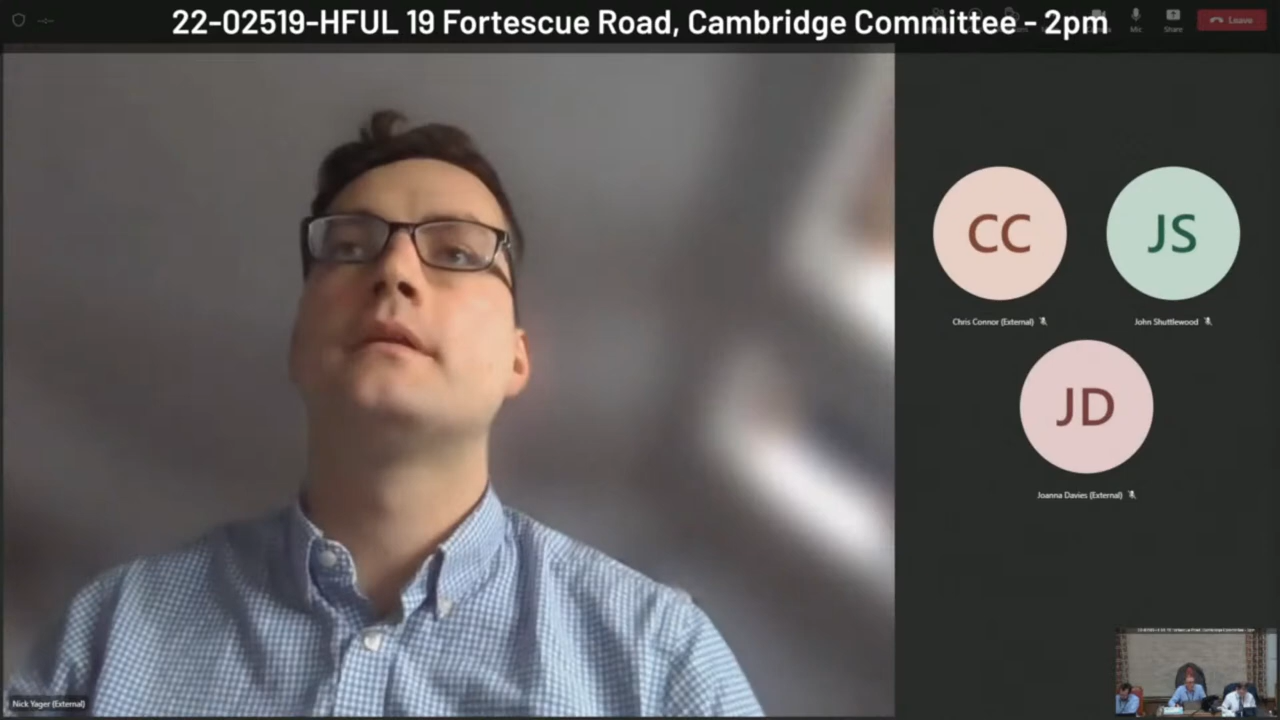 22-02519-HFUL 19 Fortescue Road, Cambridge Committee - 2pm
Mic
Share
Leave
CC
JS
Chris Connor (External)
John Shuttlewood
JD
Joanna Davies (External)
Nick Yager (External)